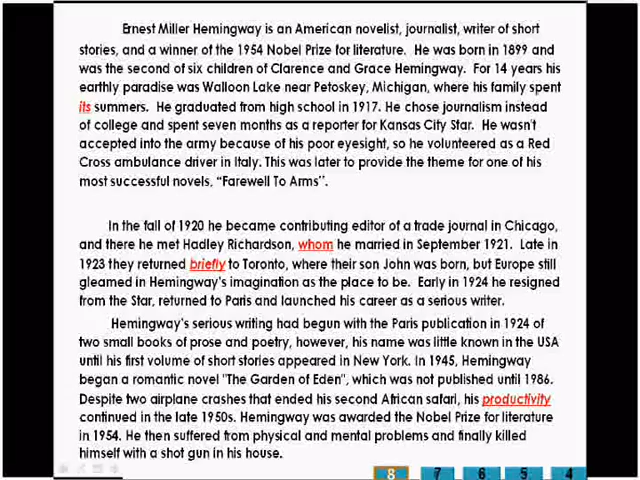 Ernest Miller Hemingway is an American novelist, journalist, writer of short
stories, and a winner of the 1954 Nobel Prize for literature. He was born in 1899 and
was the second of six children of Clarence and Grace Hemingway. For 14 years his
earthly paradise was Walloon Lake near Petoskey, Michigan, where his family spent
its summers. He graduated from high school in 1917. He chose journalism instead
of college and spent seven months as a reporter for Kansas City Star. He wasn't
accepted into the army because of his poor eyesight, so he volunteered as a Red
Cross ambulance driver in Italy. This was later to provide the theme for one of his
most successful novels, "Farewell To Arms".
In the fall of 1920 he became contributing editor of a trade journal in Chicago,
and there he met Hadley Richardson, whom he married in September 1921. Late in
1923 they returned briefly to Toronto, where their son John was born, but Europe still
gleamed in Hemingway's imagination as the place to be. Early in 1924 he resigned
from the Star, returned to Paris and launched his career as a serious writer.
Hemingway's serious writing had begun with the Paris publication in 1924 of
two small books of prose and poetry, however, his name was little known in the USA
until his first volume of short stories appeared in New York. In 1945, Hemingway
began a romantic novel "The Garden of Eden", which was not published until 1986.
Despite two airplane crashes that ended his second African safari, his productivity
continued in the late 1950s. Hemingway was awarded the Nobel Prize for literature
in 1954. He then suffered from physical and mental problems and finally killed
himself with a shot gun in his house.
8 7 6 5 4